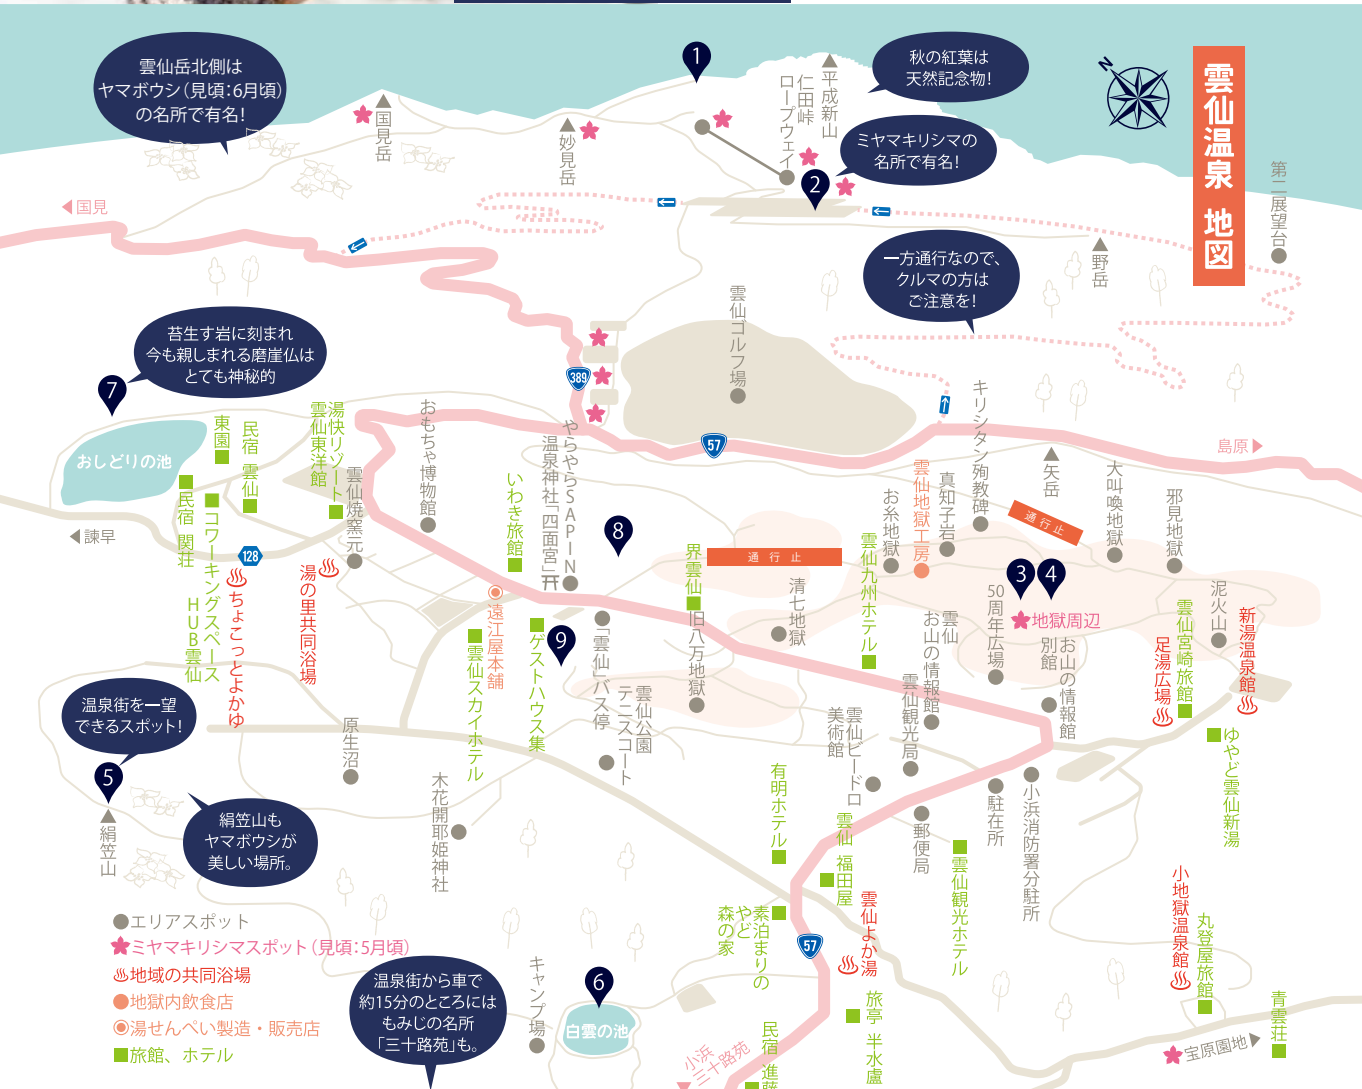 雲仙温泉 地図
N
雲仙岳北側は
ヤマボウシ（見頃：6月頃）
の名所で有名！
秋の紅葉は
天然記念物！
ミヤマキリシマの
名所で有名！
一方通行なので、
クルマの方は
ご注意を！
苔生す岩に刻まれ
今も親しまれる磨崖仏は
とても神秘的
温泉街を一望
できるスポット！
絹笠山も
ヤマボウシが
美しい場所。
温泉街から車で
約15分のところには
もみじの名所
「三十路苑」も。
1
2
3
4
5
6
7
8
9
国見岳
妙見岳
仁田峠
ロープウェイ
平成新山
第二展望台
野岳
国見
雲仙ゴルフ場
389
57
島原
おしどりの池
東園
民宿 雲仙
湯快リゾート
雲仙東洋館
民宿 関荘
コワーキングスペース
HUB雲仙
諫早
128
雲仙焼窯元
おもちゃ博物館
いわき旅館
やらやらSAPIN
温泉神社「四面宮」
ちょこっとよかゆ
湯の里共同浴場
遠江屋本舗
雲仙スカイホテル
ゲストハウス集
「雲仙」バス停
雲仙公園
テニスコート
界雲仙
旧八万地獄
通行止
清七地獄
雲仙九州ホテル
お糸地獄
雲仙地獄工房
真知子岩
キリシタン殉教碑
通行止
矢岳
大叫喚地獄
邪見地獄
地獄周辺
50周年広場
雲仙
お山の情報館
お山の情報館
別館
雲仙観光局
雲仙ビードロ
美術館
泥火山
雲仙宮崎旅館
足湯広場
新湯温泉館
ゆやど雲仙新湯
原生沼
木花開耶姫神社
絹笠山
有明ホテル
雲仙 福田屋
郵便局
駐在所
小浜消防署分駐所
雲仙観光ホテル
素泊まりの
やど
森の家
57
雲仙よか湯
小地獄温泉館
丸登屋旅館
青雲荘
宝原園地
旅亭 半水盧
キャンプ場
白雲の池
小浜
三十路苑
民宿 進藤
エリアスポット
ミヤマキリシマスポット（見頃：5月頃）
地域の共同浴場
地獄内飲食店
湯せんぺい製造・販売店
旅館、ホテル